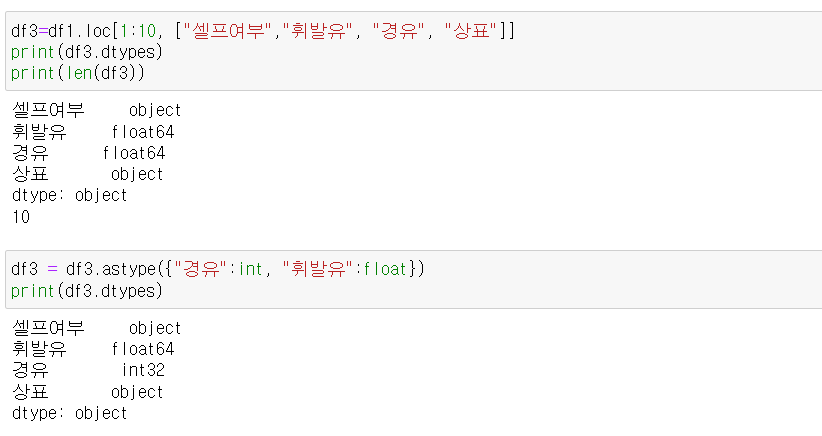 df3=df1.loc[1:10, ["셀프여부","휘발유", "경유", "상표"]]
print(df3.dtypes)
print(len(df3))
셀프여부 object
휘발유 float64
경유 float64
상표 object
dtype: object
10
df3 = df3.astype({"경유":int, "휘발유":float})
print(df3.dtypes)
셀프여부 object
휘발유 float64
경유 int32
상표 object
dtype: object